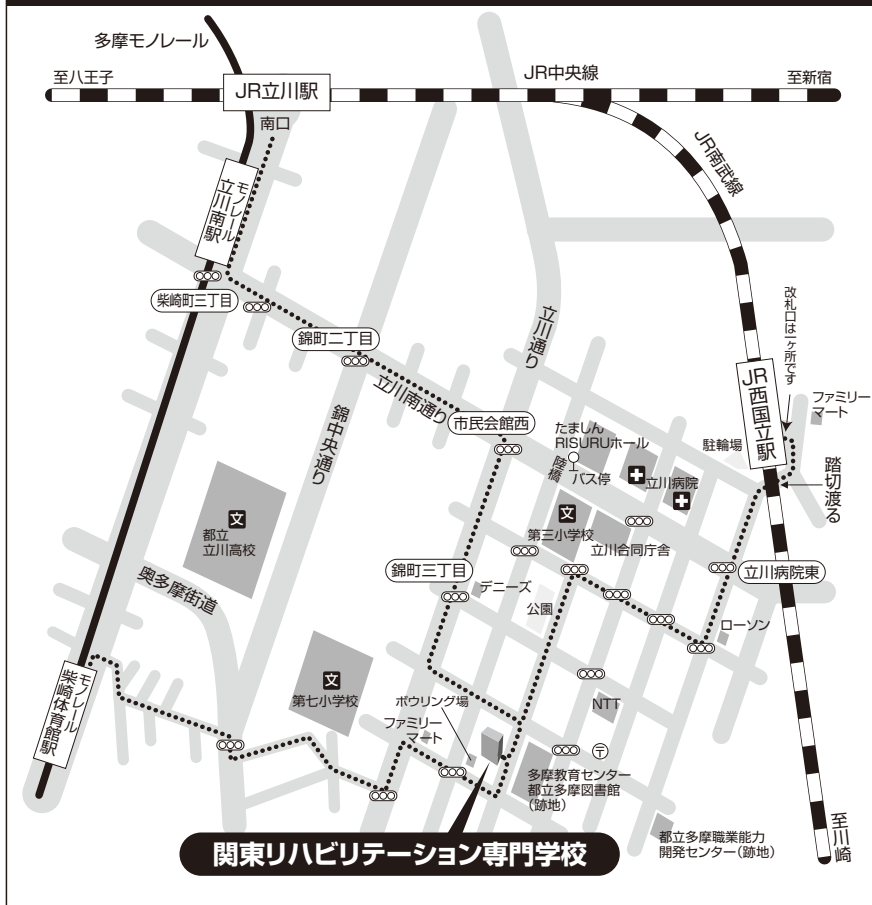 多摩モノレール
至八王子
JR立川駅
JR中央線
至新宿
南口
JR南武線
モノレール
立川南駅
柴崎町三丁目
錦町二丁目
立川通り
改札口は一ヶ所です
立川南通り
JR
西国立駅
ファミリー
マート
錦中央通り
市民会館西
たましん
RISURUホール
駐輪場
陸橋
バス停
立川病院
踏切渡る
文
都立
立川高校
文
第三小学校
立川合同庁舎
錦町三丁目
立川病院東
奥多摩街道
デニーズ
公園
ローソン
モノレール
柴崎体育館駅
文
第七小学校
ボウリング場
NTT
ファミリー
マート
〒
多摩教育センター
都立多摩図書館
(跡地)
至川崎
都立多摩職業能力
開発センター(跡地)
関東リハビリテーション専門学校